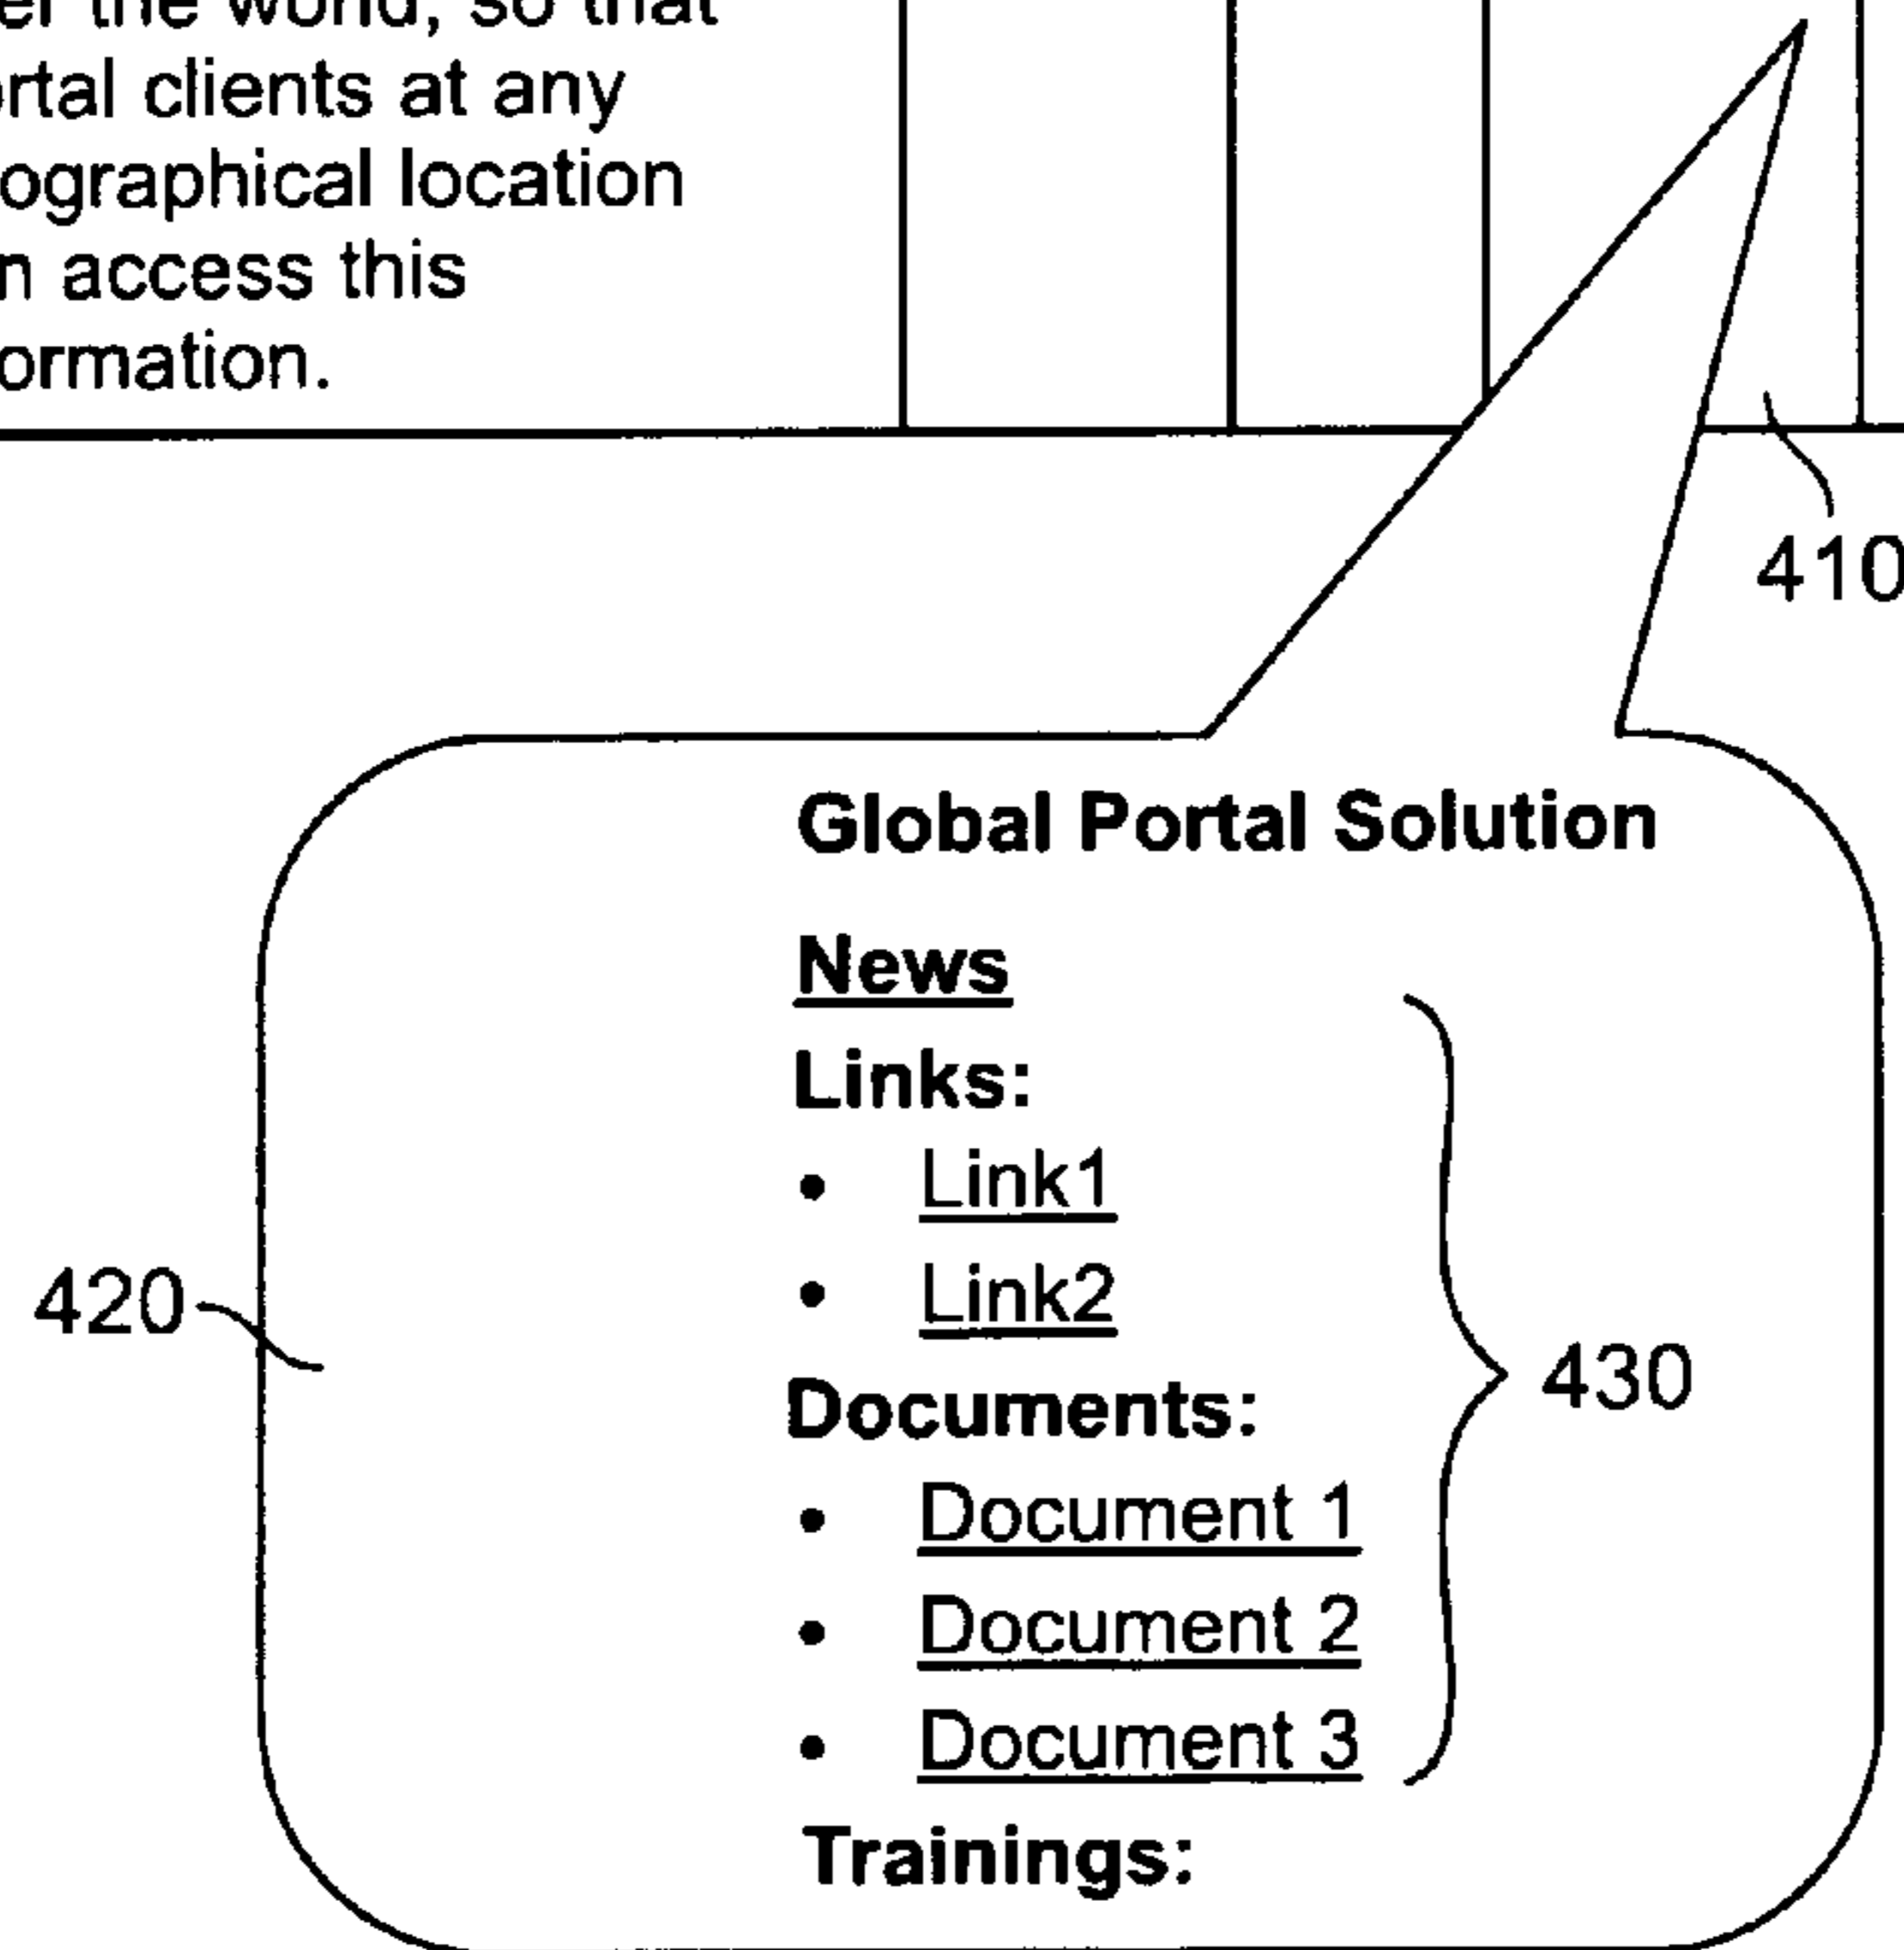 er the world, so that
rtal clients at any
ographical location
n access this
ormation.
410
Global Portal Solution
News
Links:
• Link1
• Link2
420
430
Documents:
• Document 1
• Document 2
• Document 3
Trainings: